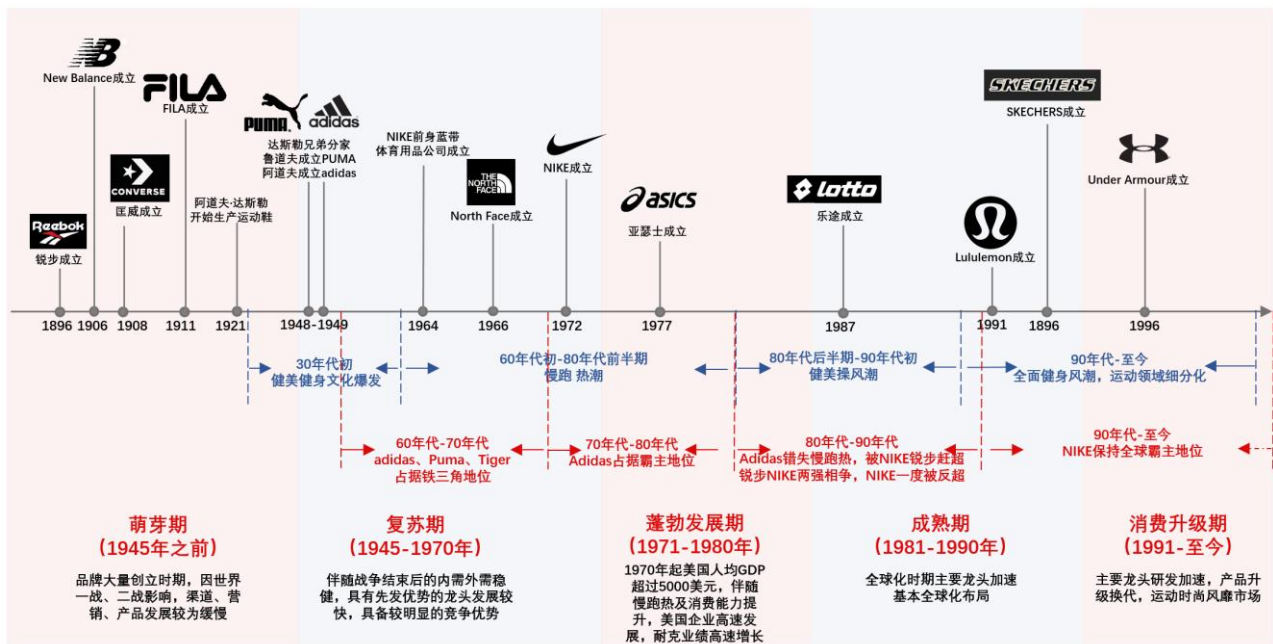 New Balance成立
FILA
FILA成立
PUMA
adidas
达斯勒兄弟分家
鲁道夫成立PUMA
阿道夫成立adidas
CONVERSE
匡威成立
Reebok
锐步成立
阿道夫·达斯勒
开始生产运动鞋
NIKE前身蓝带
体育用品公司成立
THE
NORTH
FACE
North Face成立
NIKE成立
asics
亚瑟士成立
lotto
乐途成立
Lululemon成立
SKECHERS
SKECHERS成立
Under Armour成立
1896
1906
1908
1911
1921
1948-1949
1964
1966
1972
1977
1987
1991
1896
1996
30年代初
健美健身文化爆发
60年代初-80年代前半期
慢跑 热潮
80年代后半期-90年代初
健美操风潮
90年代-至今
全面健身风潮，运动领域细分化
60年代-70年代
adidas、Puma、Tiger
占据铁三角地位
70年代-80年代
Adidas占据霸主地位
80年代-90年代
Adidas错失慢跑热，被NIKE锐步赶超
锐步NIKE两强相争，NIKE一度被反超
90年代-至今
NIKE保持全球霸主地位
萌芽期
(1945年之前)
品牌大量创立时期，因世界
一战、二战影响，渠道、营
销、产品发展较为缓慢
复苏期
(1945-1970年)
伴随战争结束后的内需外需稳
健，具有先发优势的龙头发展较
快，具备较明显的竞争优势
蓬勃发展期
(1971-1980年)
1970年起美国人均GDP
超过5000美元，伴随
慢跑热及消费能力提
升，美国企业高速发
展，耐克业绩高速增长
成熟期
(1981-1990年)
全球化时期主要龙头加速
基本全球化布局
消费升级期
(1991-至今)
主要龙头研发加速，产品升
级换代，运动时尚风靡市场